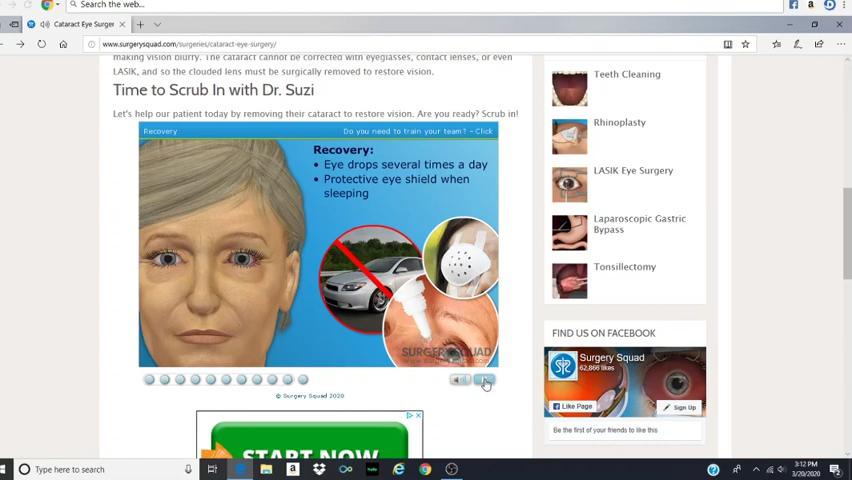 Search the web...
Cataract Eye Surger
www.surgerysquad.com/surgeries/cataract-eye-surgery/
making vision blurry. The cataract cannot be corrected with eyeglasses, contact lenses, or even
LASIK, and so the clouded lens must be surgically removed to restore vision.
Time to Scrub In with Dr. Suzi
Let's help our patient today by removing their cataract to restore vision. Are you ready? Scrub in!
Recovery
Do you need to train your team? - Click
Recovery:
• Eye drops several times a day
• Protective eye shield when
sleeping
SURGERY SQUAD
© Surgery Squad 2020
START NOW
Teeth Cleaning
Rhinoplasty
LASIK Eye Surgery
Laparoscopic Gastric
Bypass
Tonsillectomy
FIND US ON FACEBOOK
Surgery Squad
62,866 likes
Like Page
Sign Up
Be the first of your friends to like this
Type here to search
hulu
3:12 PM
3/20/2020